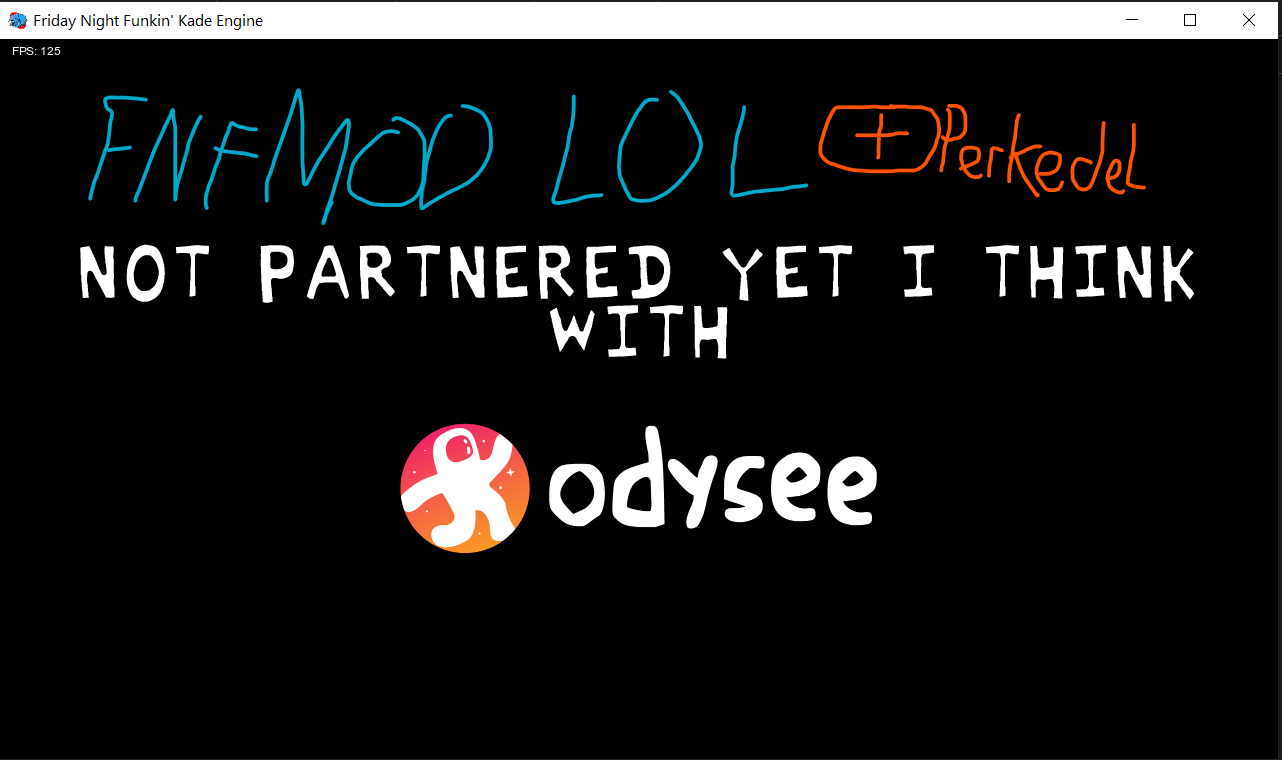 Friday Night Funkin' Kade Engine
FPS: 125
FNFMOD LOL + Perkedel
NOT PARTNERED YET I THINK
WITH
odysee